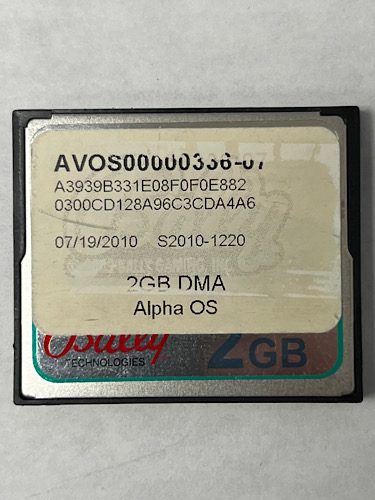 AVOS00000336-07
A3939B331E08F0F0E882
0300CD128A96C3CDA4A6
07/19/2010 S2010-1220
2GB DMA
Alpha OS
Bally
TECHNOLOGIES
2GB